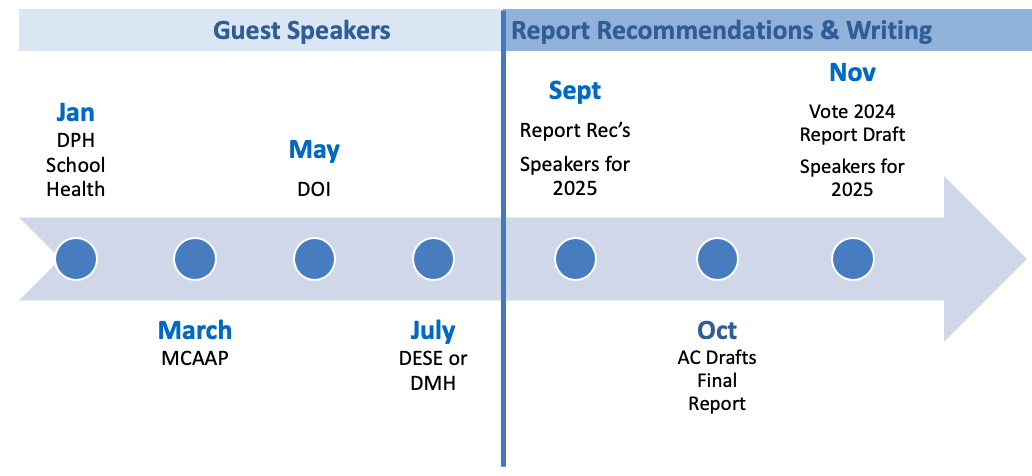 Guest Speakers
Report Recommendations & Writing
Jan
DPH
School
Health
March
MCAAP
May
DOI
July
DESE or
DMH
Sept
Report Rec’s
Speakers for
2025
Oct
AC Drafts
Final
Report
Nov
Vote 2024
Report Draft
Speakers for
2025